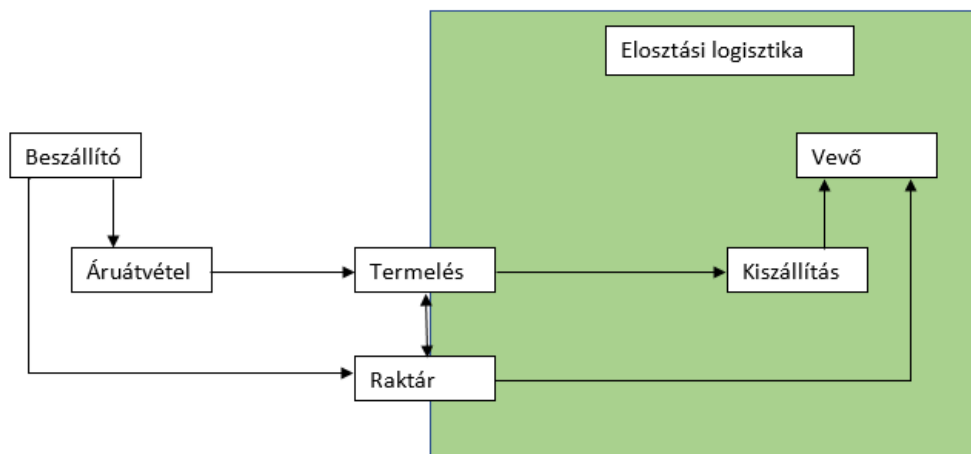 Elosztási logisztika
Beszállító
Vevő
Áruátvétel
Termelés
Kiszállítás
Raktár